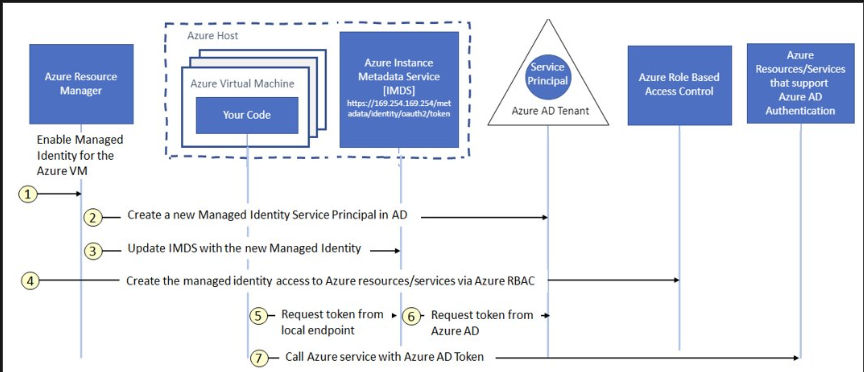 Azure Resource
Manager
Azure Host
Azure Virtual Machine
Your Code
Azure Instance
Metadata Service
[IMDS]
https://169.254.169.254/met
adata/identity/oauth2/token
Service
Principal
Azure AD Tenant
Azure Role Based
Access Control
Azure
Resources/Services
that support
Azure AD
Authentication
Enable Managed
Identity for the
Azure VM
1
2 Create a new Managed Identity Service Principal in AD
3 Update IMDS with the new Managed Identity
4 Create the managed identity access to Azure resources/services via Azure RBAC
5 Request token from
local endpoint
6 Request token from
Azure AD
7 Call Azure service with Azure AD Token